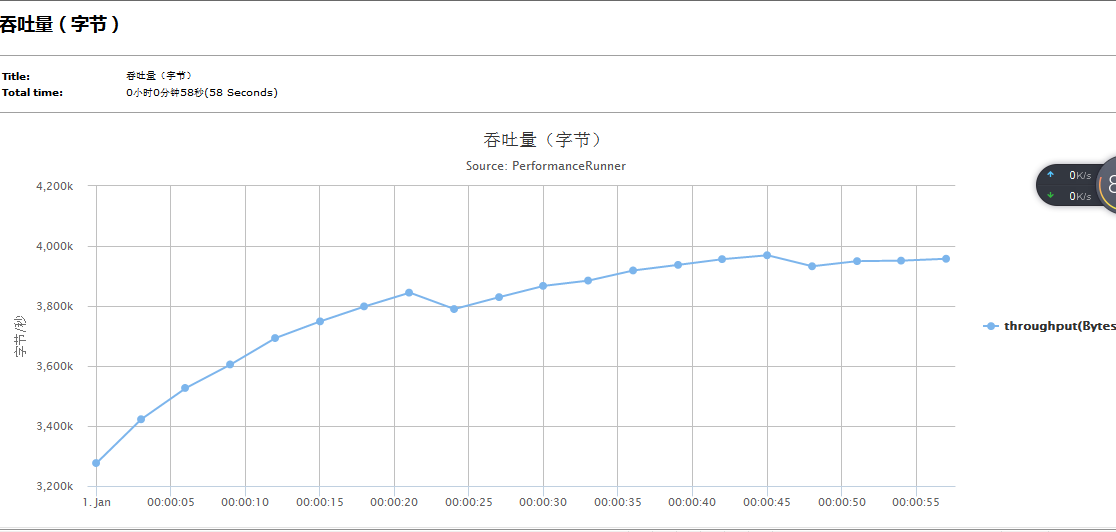 吞吐量（字节）
Title: 吞吐量（字节）
Total time: 0小时0分钟58秒(58 Seconds)
吞吐量（字节）
Source: PerformanceRunner
0K/s
0K/s
8
4,200k
4,000k
3,800k
3,600k
3,400k
3,200k
字节/秒
throughput(Bytes
1. Jan 00:00:05 00:00:10 00:00:15 00:00:20 00:00:25 00:00:30 00:00:35 00:00:40 00:00:45 00:00:50 00:00:55